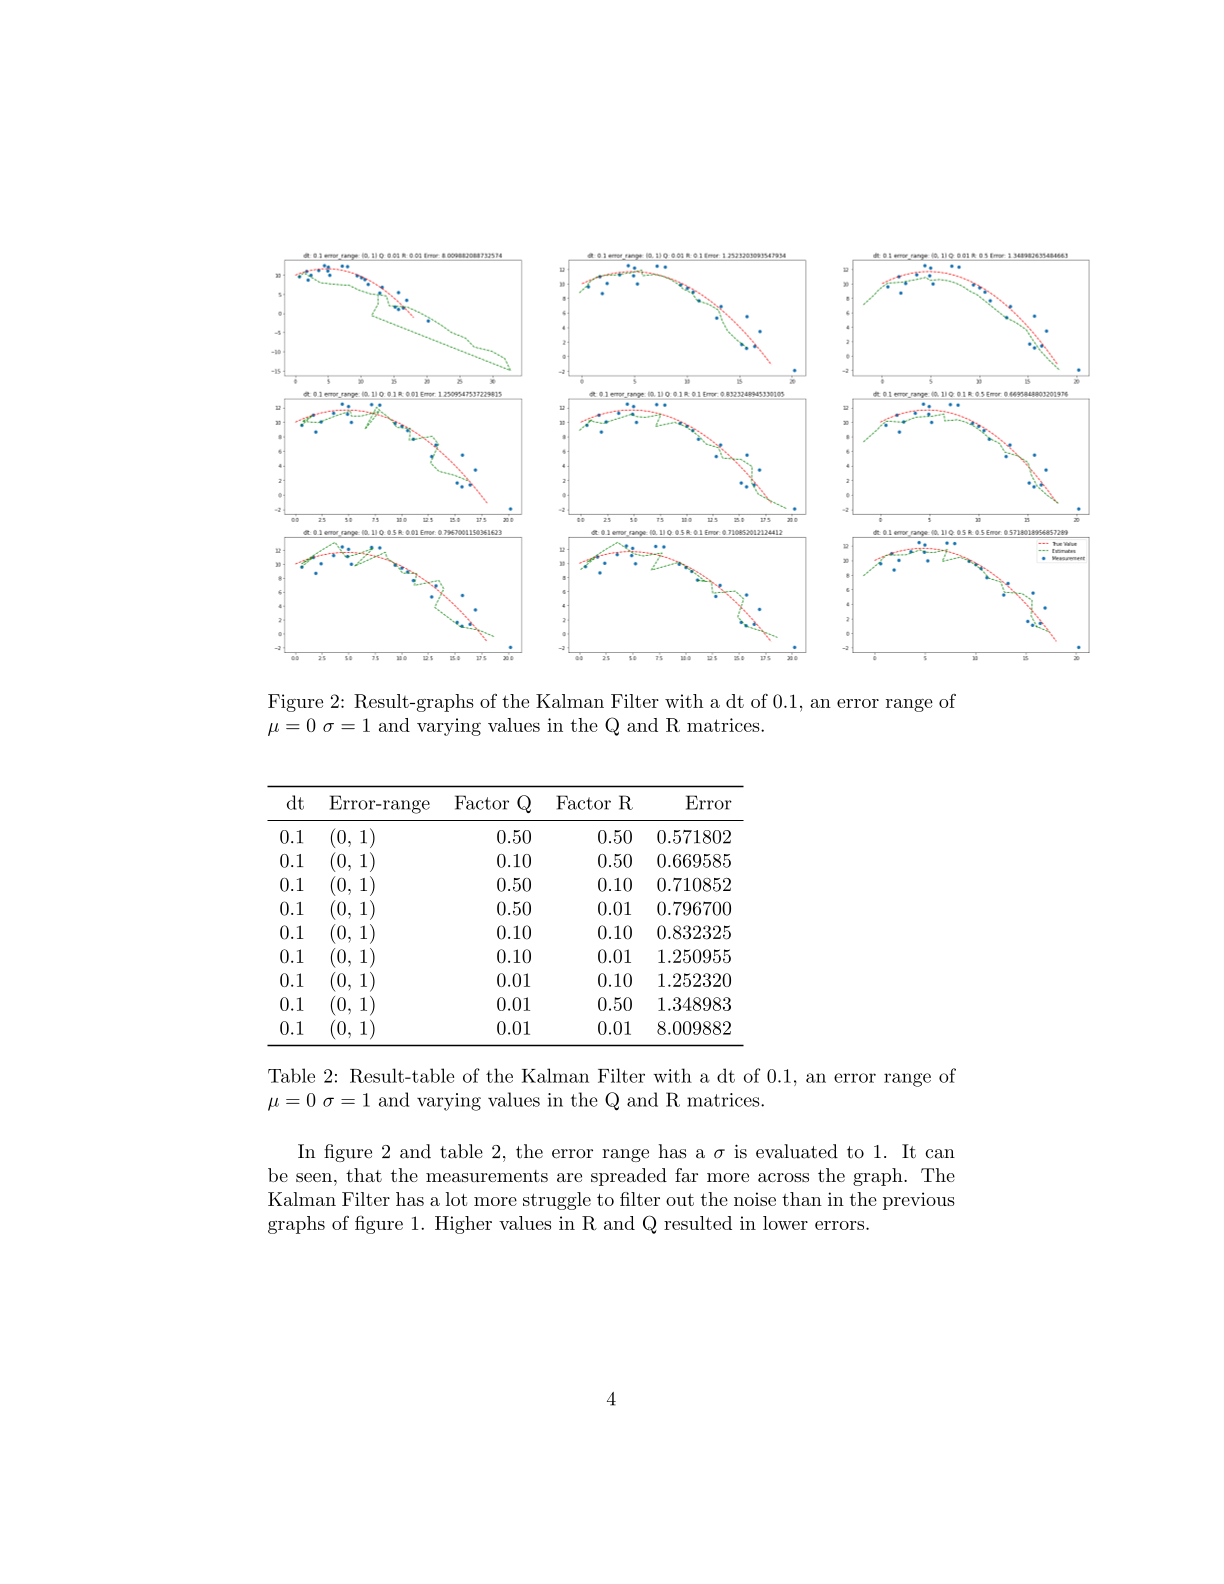 dt: 0.1 error_range: (0, 1) Q: 0.01 R: 0.01 Error: 8.009882088732574
dt: 0.1 error_range: (0, 1) Q: 0.01 R: 0.1 Error: 1.2523203093547934
dt: 0.1 error_range: (0, 1) Q: 0.01 R: 0.5 Error: 1.348982635484663
dt: 0.1 error_range: (0, 1) Q: 0.1 R: 0.01 Error: 1.2509547537229815
dt: 0.1 error_range: (0, 1) Q: 0.1 R: 0.1 Error: 0.8323248945330105
dt: 0.1 error_range: (0, 1) Q: 0.1 R: 0.5 Error: 0.6695848803201976
dt: 0.1 error_range: (0, 1) Q: 0.5 R: 0.01 Error: 0.7967001150361623
dt: 0.1 error_range: (0, 1) Q: 0.5 R: 0.1 Error: 0.710852012124412
dt: 0.1 error_range: (0, 1) Q: 0.5 R: 0.5 Error: 0.5718018956857289
True Value
Estimates
Measurement
Figure 2: Result-graphs of the Kalman Filter with a dt of 0.1, an error range of
μ = 0 σ = 1 and varying values in the Q and R matrices.
dt Error-range Factor Q Factor R Error
0.1 (0, 1) 0.50 0.50 0.571802
0.1 (0, 1) 0.10 0.50 0.669585
0.1 (0, 1) 0.50 0.10 0.710852
0.1 (0, 1) 0.50 0.01 0.796700
0.1 (0, 1) 0.10 0.10 0.832325
0.1 (0, 1) 0.10 0.01 1.250955
0.1 (0, 1) 0.01 0.10 1.252320
0.1 (0, 1) 0.01 0.50 1.348983
0.1 (0, 1) 0.01 0.01 8.009882
Table 2: Result-table of the Kalman Filter with a dt of 0.1, an error range of
μ = 0 σ = 1 and varying values in the Q and R matrices.
In figure 2 and table 2, the error range has a σ is evaluated to 1. It can
be seen, that the measurements are spreaded far more across the graph. The
Kalman Filter has a lot more struggle to filter out the noise than in the previous
graphs of figure 1. Higher values in R and Q resulted in lower errors.
4